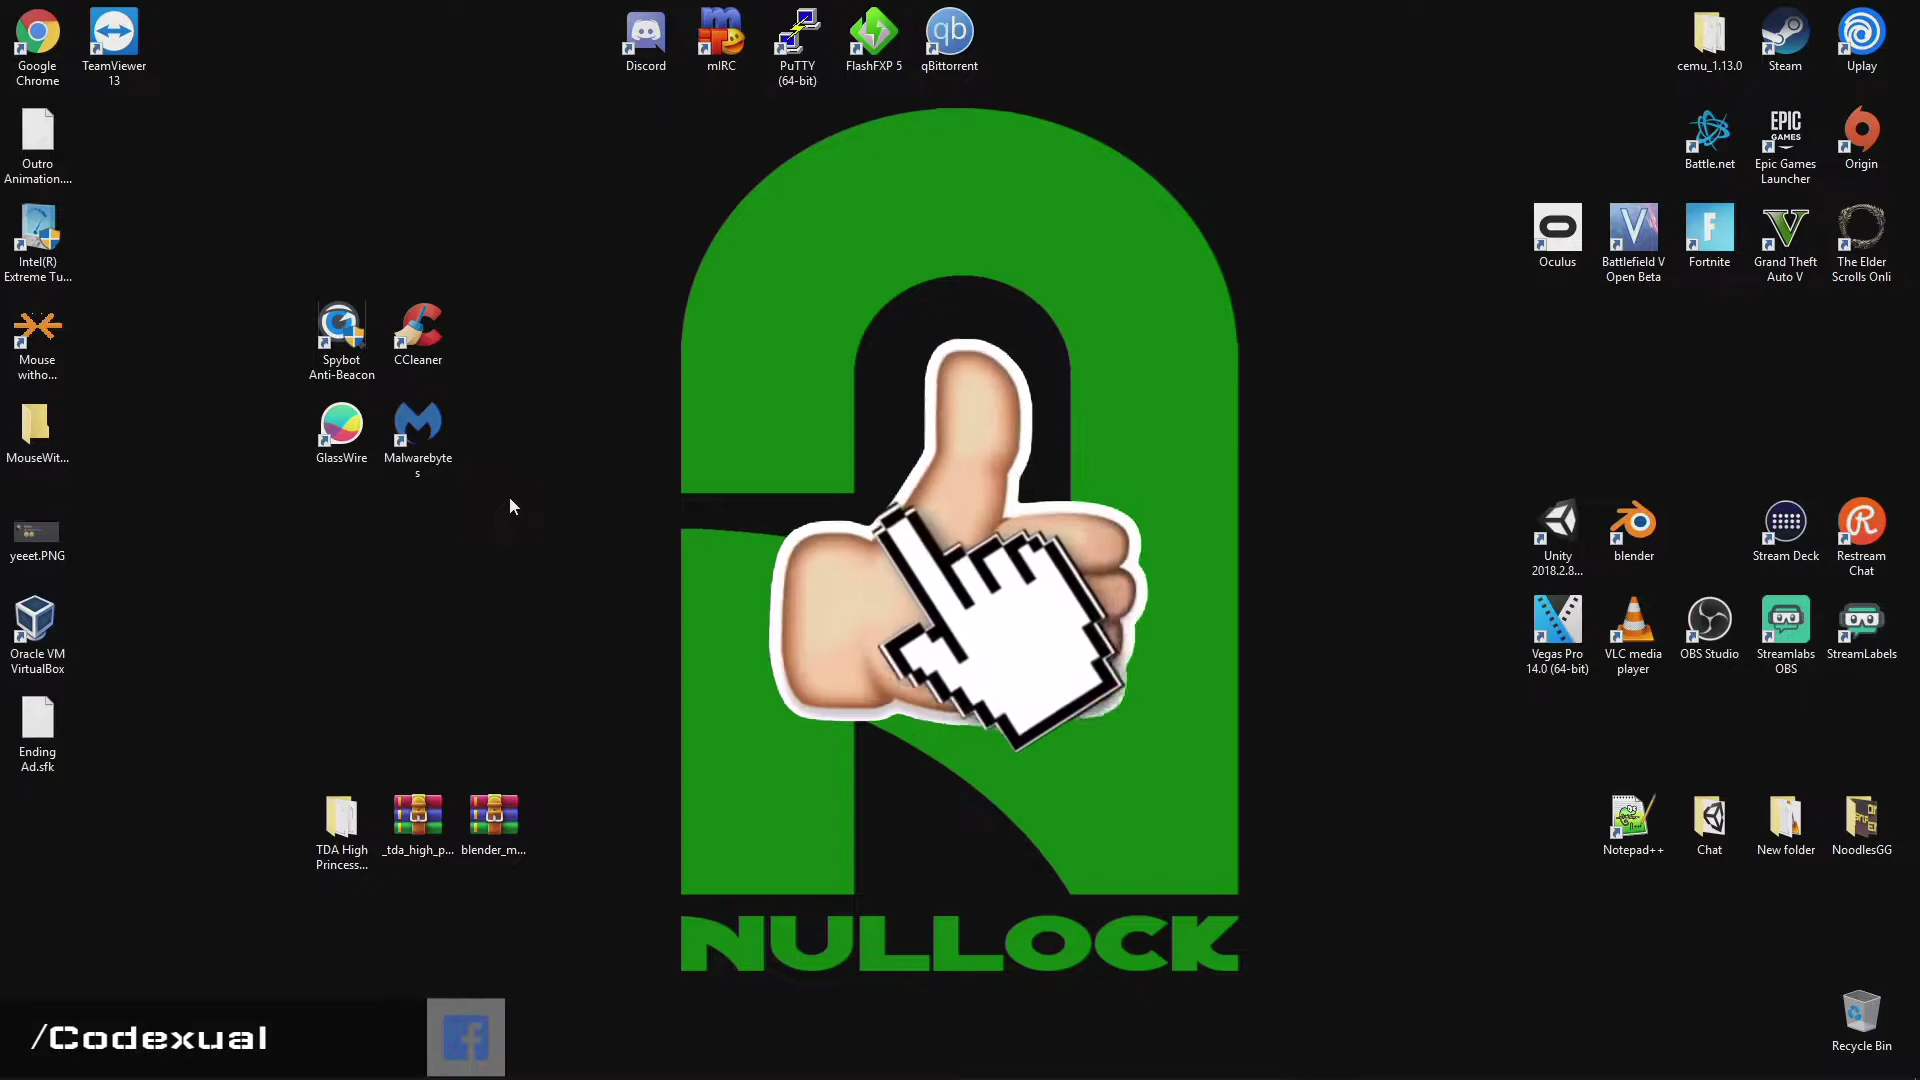 Google
Chrome
TeamViewer
13
Discord
mIRC
PuTTY
(64-bit)
FlashFXP 5
qb
qBittorrent
cemu_1.13.0
Steam
Uplay
Outro
Animation....
Battle.net
EPIC
GAMES
Epic Games
Launcher
Origin
Intel(R)
Extreme Tu...
Oculus
Battlefield V
Open Beta
Fortnite
Grand Theft
Auto V
The Elder
Scrolls Onli
Mouse
witho...
Spybot
Anti-Beacon
CCleaner
MouseWit...
GlassWire
Malwarebyte
s
yeeet.PNG
Unity
2018.2.8...
blender
Stream Deck
Restream
Chat
Oracle VM
VirtualBox
Vegas Pro
14.0 (64-bit)
VLC media
player
OBS Studio
Streamlabs
OBS
StreamLabels
Ending
Ad.sfk
TDA High
Princess...
_tda_high_p...
blender_m...
Notepad++
Chat
New folder
NoodlesGG
NULLOCK
/Codexual
Recycle Bin